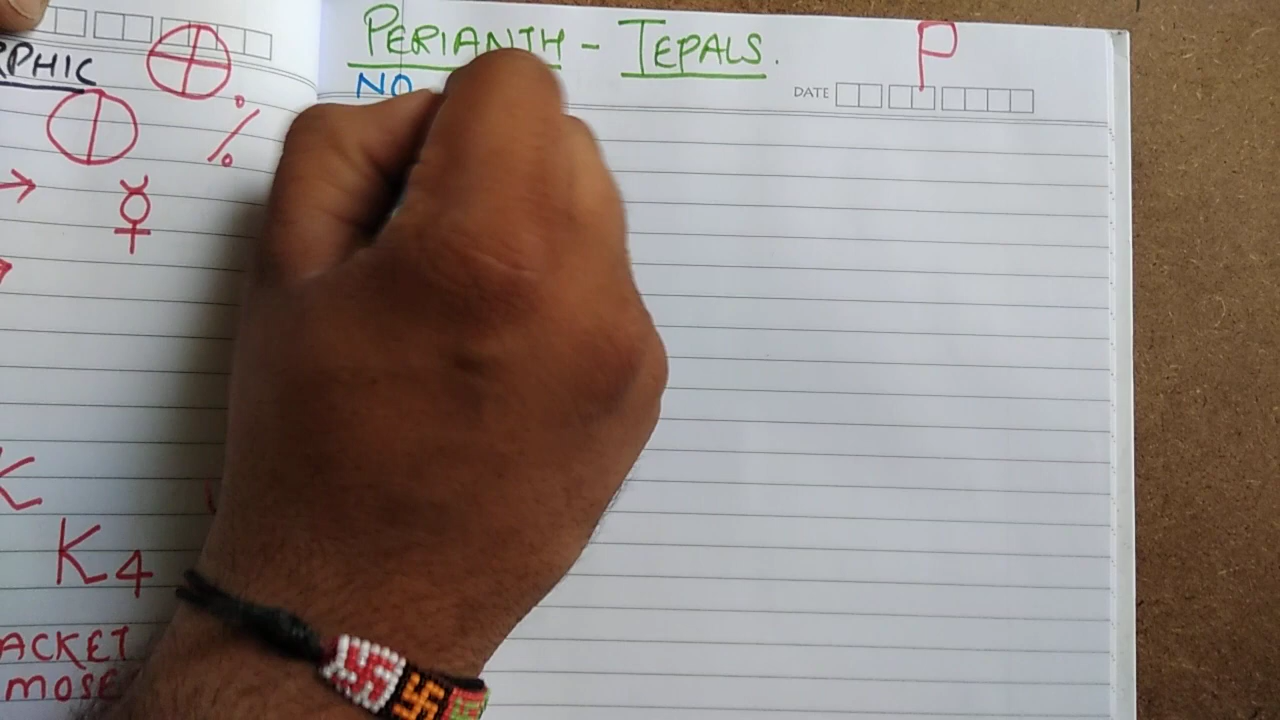 RPHIC
K
K4
ACKET
MOSE
PERIANTH - TEPALS. P
NO
DATE